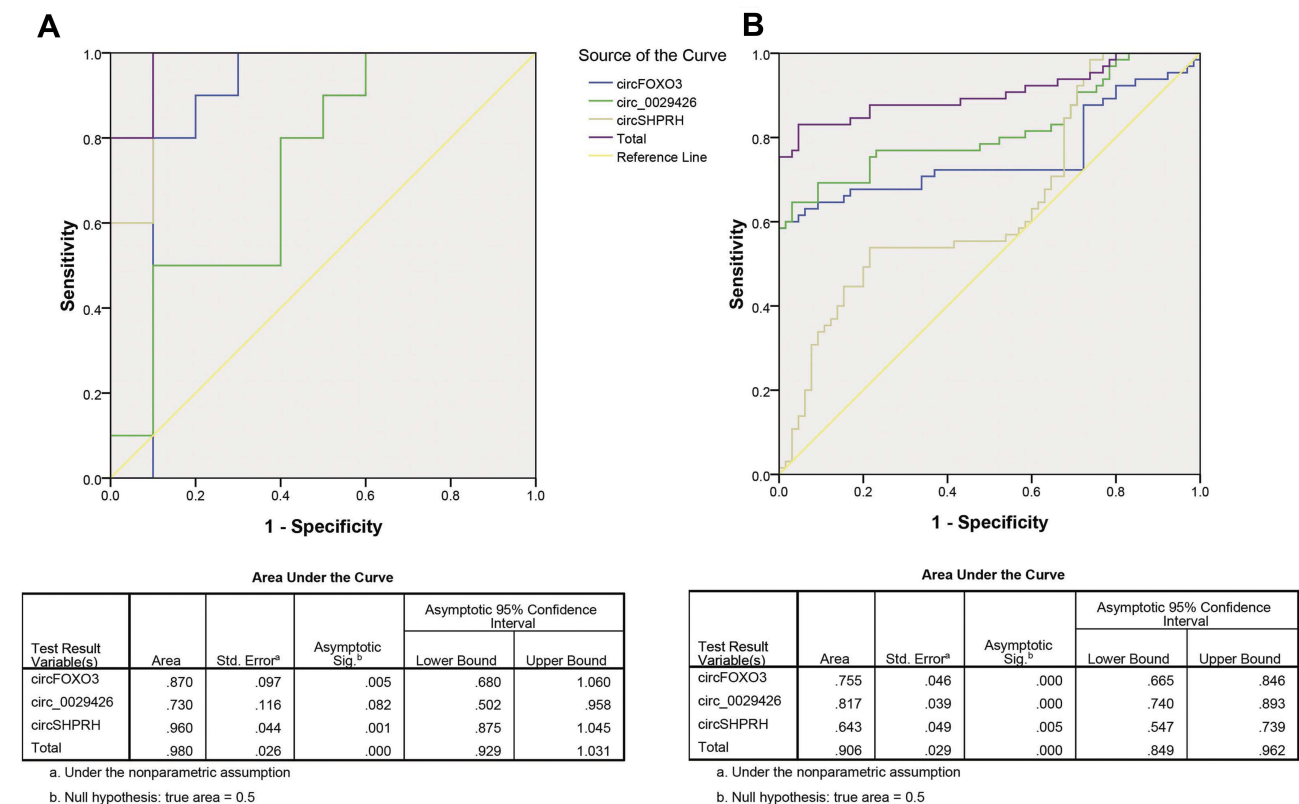 A
B
Source of the Curve
circFOXO3
circ_0029426
circSHPRH
Total
Reference Line
Sensitivity
1.0
0.8
0.6
0.4
0.2
0.0
0.0 0.2 0.4 0.6 0.8 1.0
1 - Specificity
Sensitivity
1.0
0.8
0.6
0.4
0.2
0.0
0.0 0.2 0.4 0.6 0.8 1.0
1 - Specificity
Area Under the Curve
Test Result Variable(s) Area Std. Errorᵃ Asymptotic Sig.ᵇ Asymptotic 95% Confidence Interval
Lower Bound Upper Bound
circFOXO3 .870 .097 .005 .680 1.060
circ_0029426 .730 .116 .082 .502 .958
circSHPRH .960 .044 .001 .875 1.045
Total .980 .026 .000 .929 1.031
a. Under the nonparametric assumption
b. Null hypothesis: true area = 0.5
Area Under the Curve
Test Result Variable(s) Area Std. Errorᵃ Asymptotic Sig.ᵇ Asymptotic 95% Confidence Interval
Lower Bound Upper Bound
circFOXO3 .755 .046 .000 .665 .846
circ_0029426 .817 .039 .000 .740 .893
circSHPRH .643 .049 .005 .547 .739
Total .906 .029 .000 .849 .962
a. Under the nonparametric assumption
b. Null hypothesis: true area = 0.5